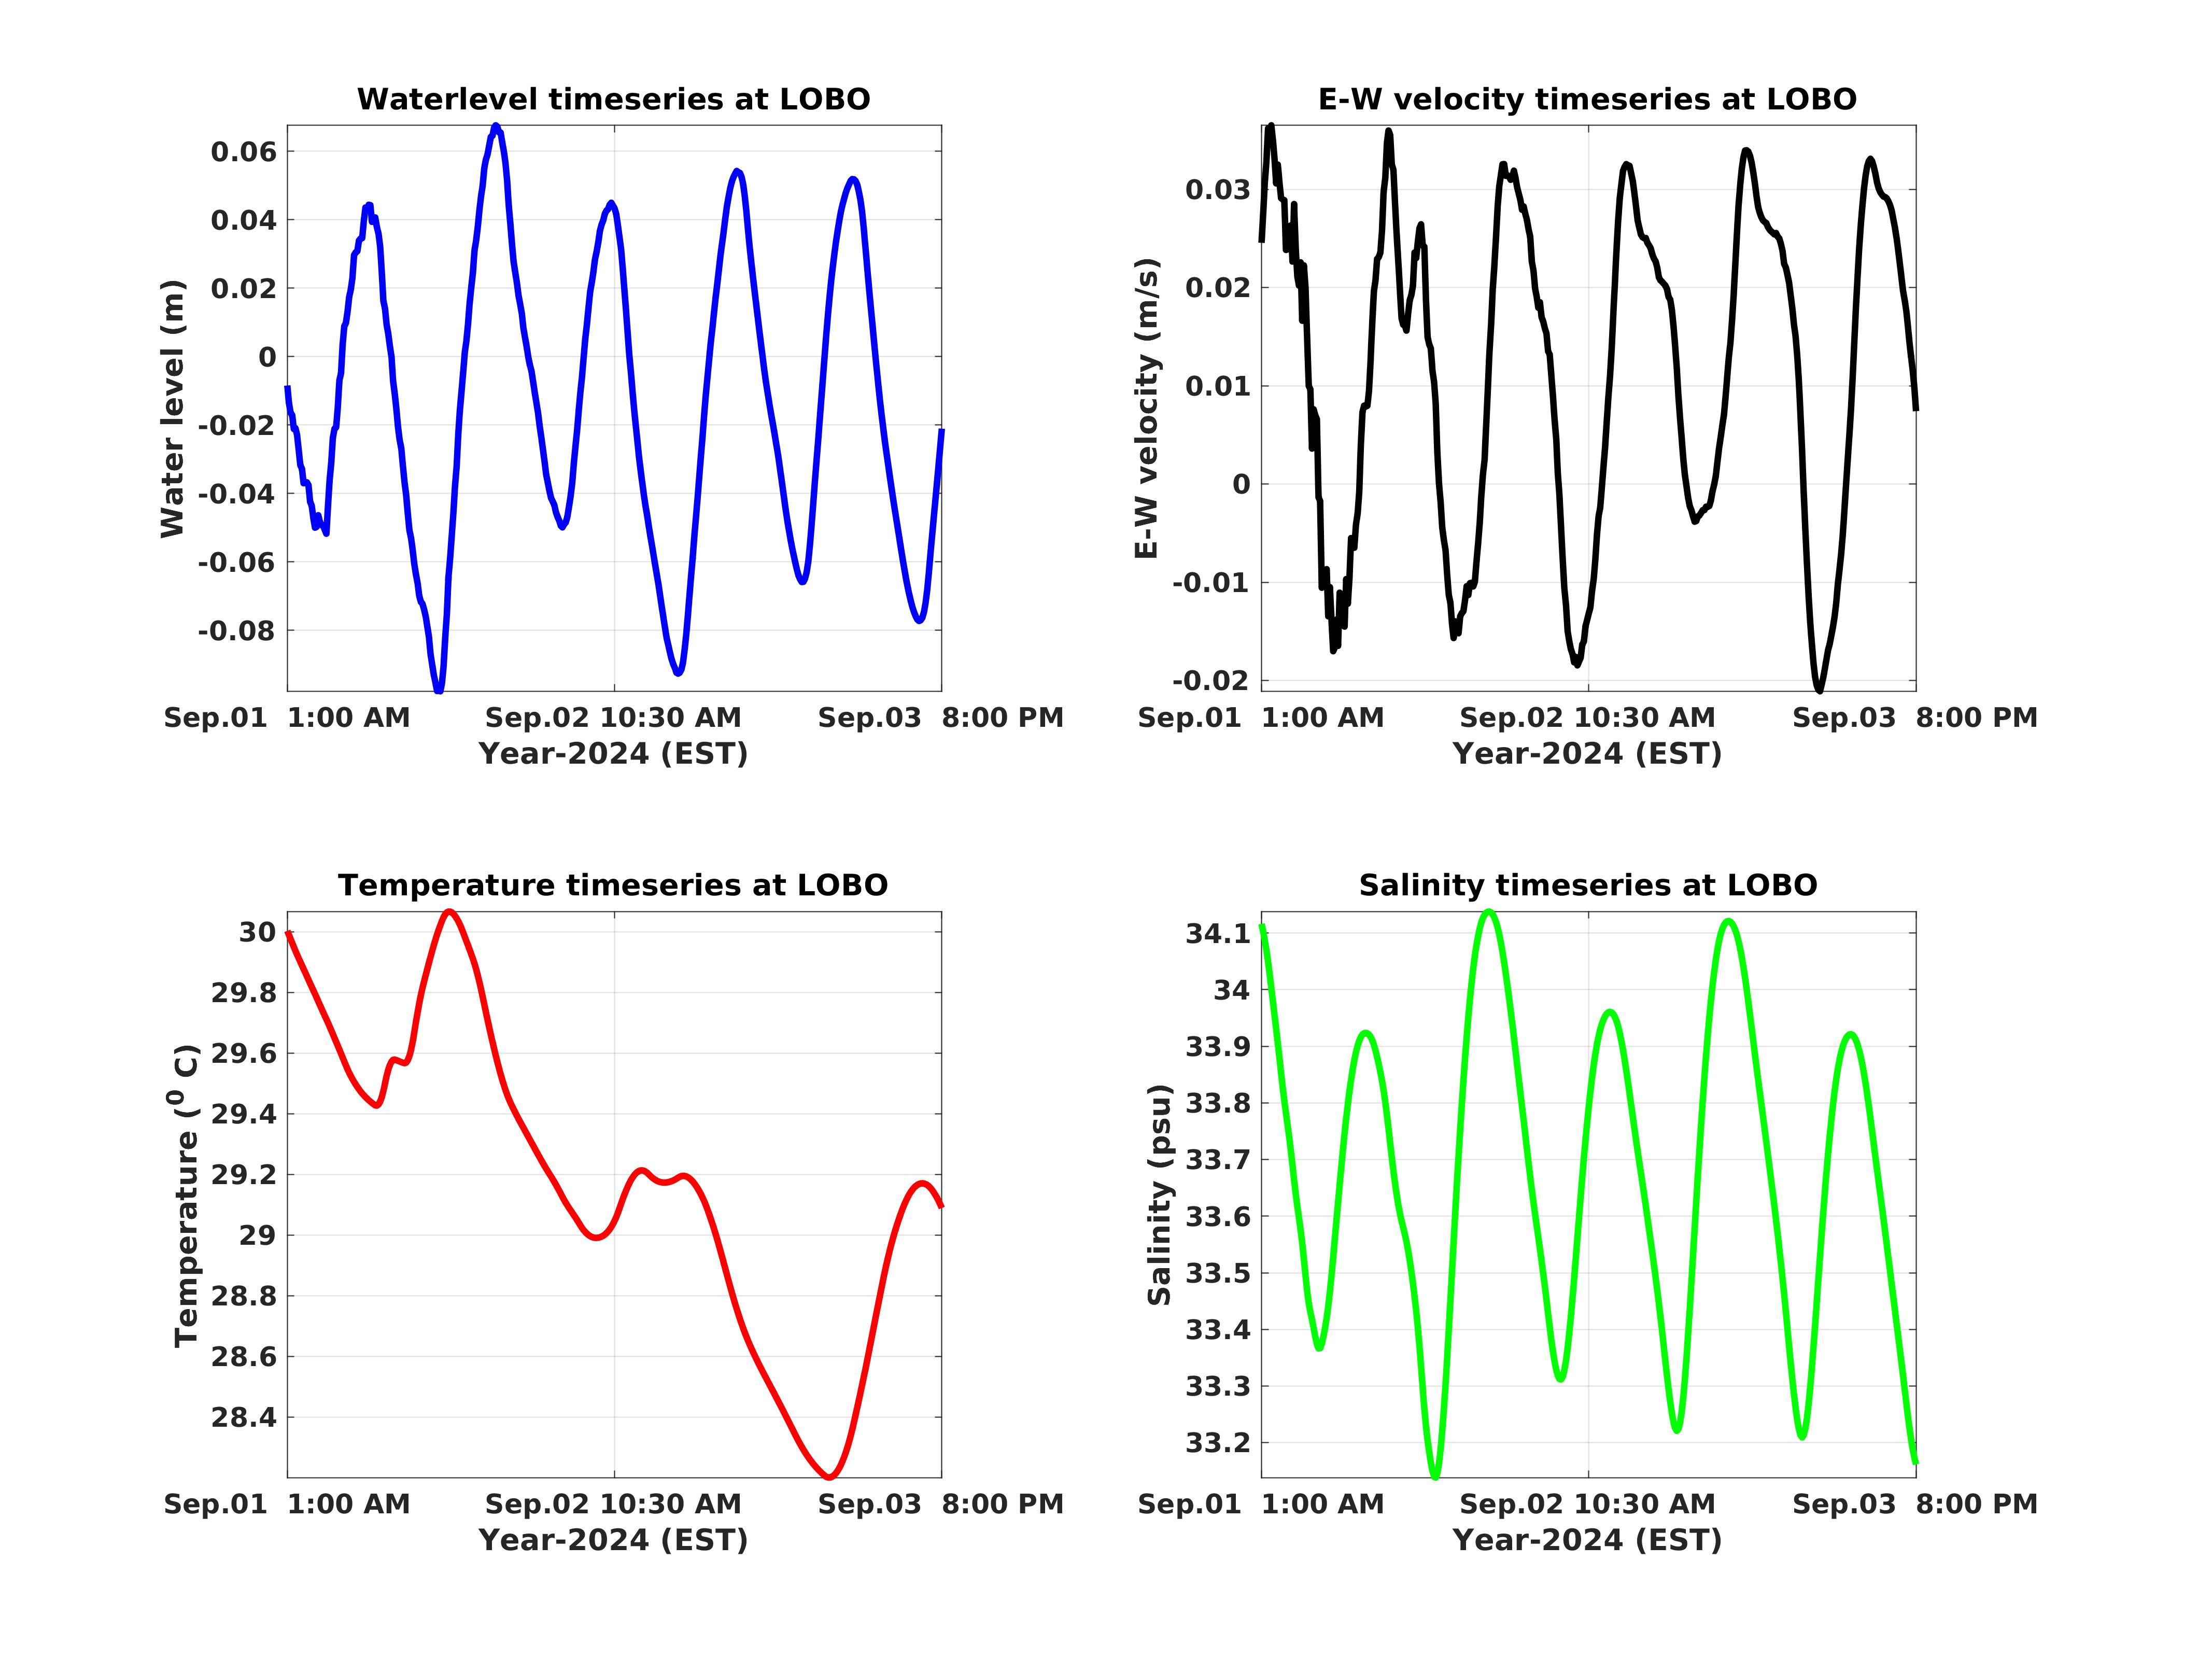 Waterlevel timeseries at LOBO
0.06
0.04
0.02
0
-0.02
-0.04
-0.06
-0.08
Water level (m)
Sep.01 1:00 AM Sep.02 10:30 AM Sep.03 8:00 PM
Year-2024 (EST)
E-W velocity timeseries at LOBO
0.03
0.02
0.01
0
-0.01
-0.02
E-W velocity (m/s)
Sep.01 1:00 AM Sep.02 10:30 AM Sep.03 8:00 PM
Year-2024 (EST)
Temperature timeseries at LOBO
30
29.8
29.6
29.4
29.2
29
28.8
28.6
28.4
Temperature (⁰ C)
Sep.01 1:00 AM Sep.02 10:30 AM Sep.03 8:00 PM
Year-2024 (EST)
Salinity timeseries at LOBO
34.1
34
33.9
33.8
33.7
33.6
33.5
33.4
33.3
33.2
Salinity (psu)
Sep.01 1:00 AM Sep.02 10:30 AM Sep.03 8:00 PM
Year-2024 (EST)